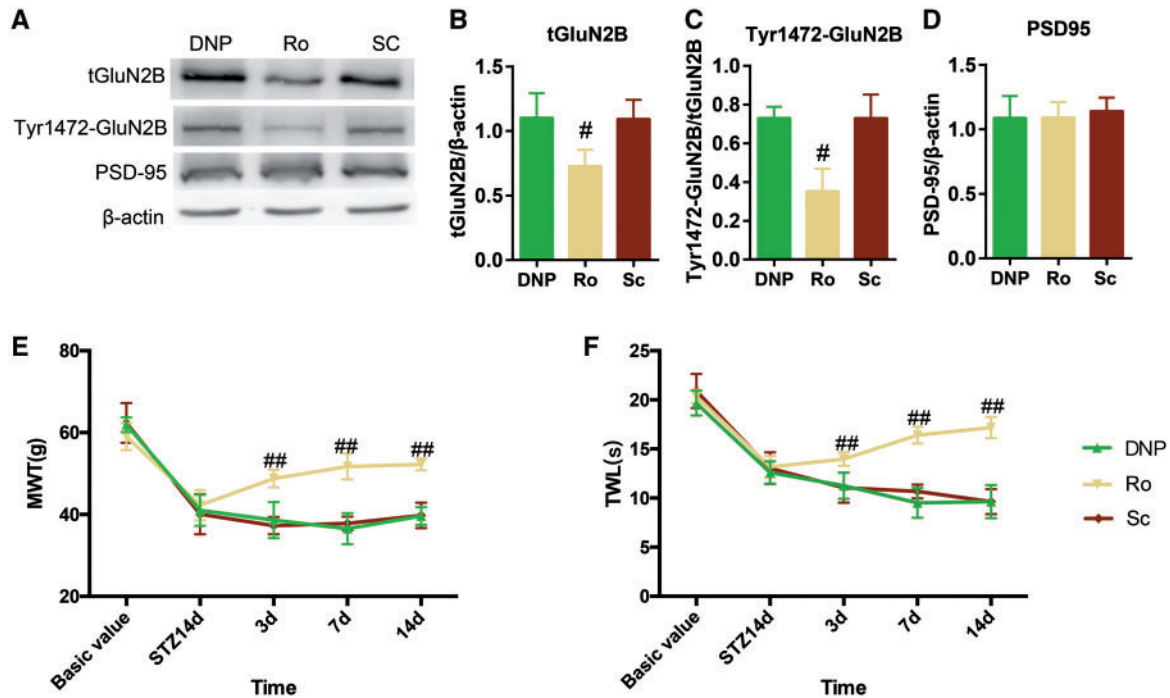 A
DNP Ro SC
tGluN2B
Tyr1472-GluN2B
PSD-95
β-actin
B
tGluN2B
tGluN2B/β-actin
1.5
1.0
0.5
0.0
#
DNP Ro Sc
C
Tyr1472-GluN2B
Tyr1472-GluN2B/tGluN2B
0.8
0.6
0.4
0.2
0.0
#
DNP Ro Sc
D
PSD95
PSD-95/β-actin
1.5
1.0
0.5
0.0
DNP Ro Sc
E
MWT(g)
80
60
40
20
## ## ##
Basic value STZ14d 3d 7d 14d
Time
F
TWL(s)
25
20
15
10
5
0
## ## ##
Basic value STZ14d 3d 7d 14d
Time
DNP
Ro
Sc